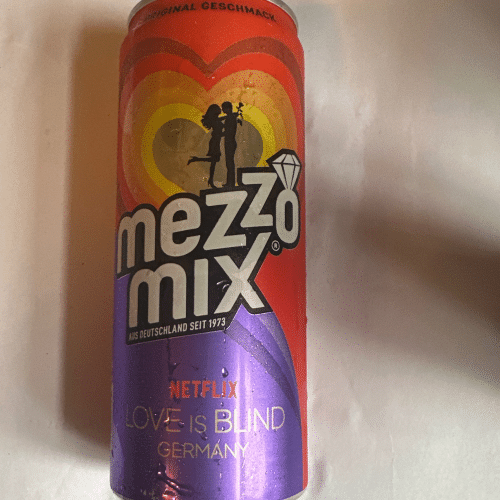 ORIGINAL GESCHMACK
mezzo
mix®
AUS DEUTSCHLAND SEIT 1973
NETFLIX
LOVE IS BLIND
GERMANY